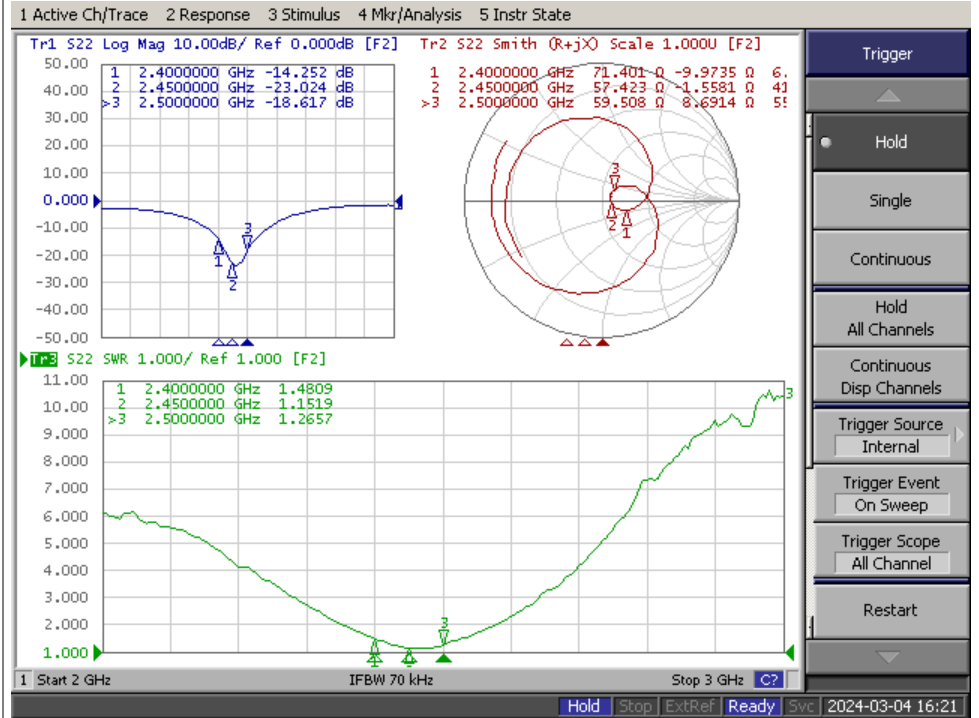 1 Active Ch/Trace 2 Response 3 Stimulus 4 Mkr/Analysis 5 Instr State
Tr1 S22 Log Mag 10.00dB/ Ref 0.000dB [F2]
50.00
40.00
30.00
20.00
10.00
0.000
-10.00
-20.00
-30.00
-40.00
-50.00
1 2.4000000 GHz -14.252 dB
2 2.4500000 GHz -23.024 dB
>3 2.5000000 GHz -18.617 dB
1
2
3
Tr2 S22 Smith (R+jX) Scale 1.000U [F2]
1 2.4000000 GHz 71.401 Ω -9.9735 Ω 6.
2 2.4500000 GHz 57.423 Ω -1.5581 Ω 41
>3 2.5000000 GHz 59.508 Ω 8.6914 Ω
3
2
1
Tr3 S22 SWR 1.000/ Ref 1.000 [F2]
11.00
10.00
9.000
8.000
7.000
6.000
5.000
4.000
3.000
2.000
1.000
1 2.4000000 GHz 1.4809
2 2.4500000 GHz 1.1519
>3 2.5000000 GHz 1.2657
3
3
1 Start 2 GHz IFBW 70 kHz Stop 3 GHz C?
Trigger
Hold
Single
Continuous
Hold
All Channels
Continuous
Disp Channels
Trigger Source
Internal
Trigger Event
On Sweep
Trigger Scope
All Channel
Restart
Hold Stop ExtRef Ready Svc 2024-03-04 16:21